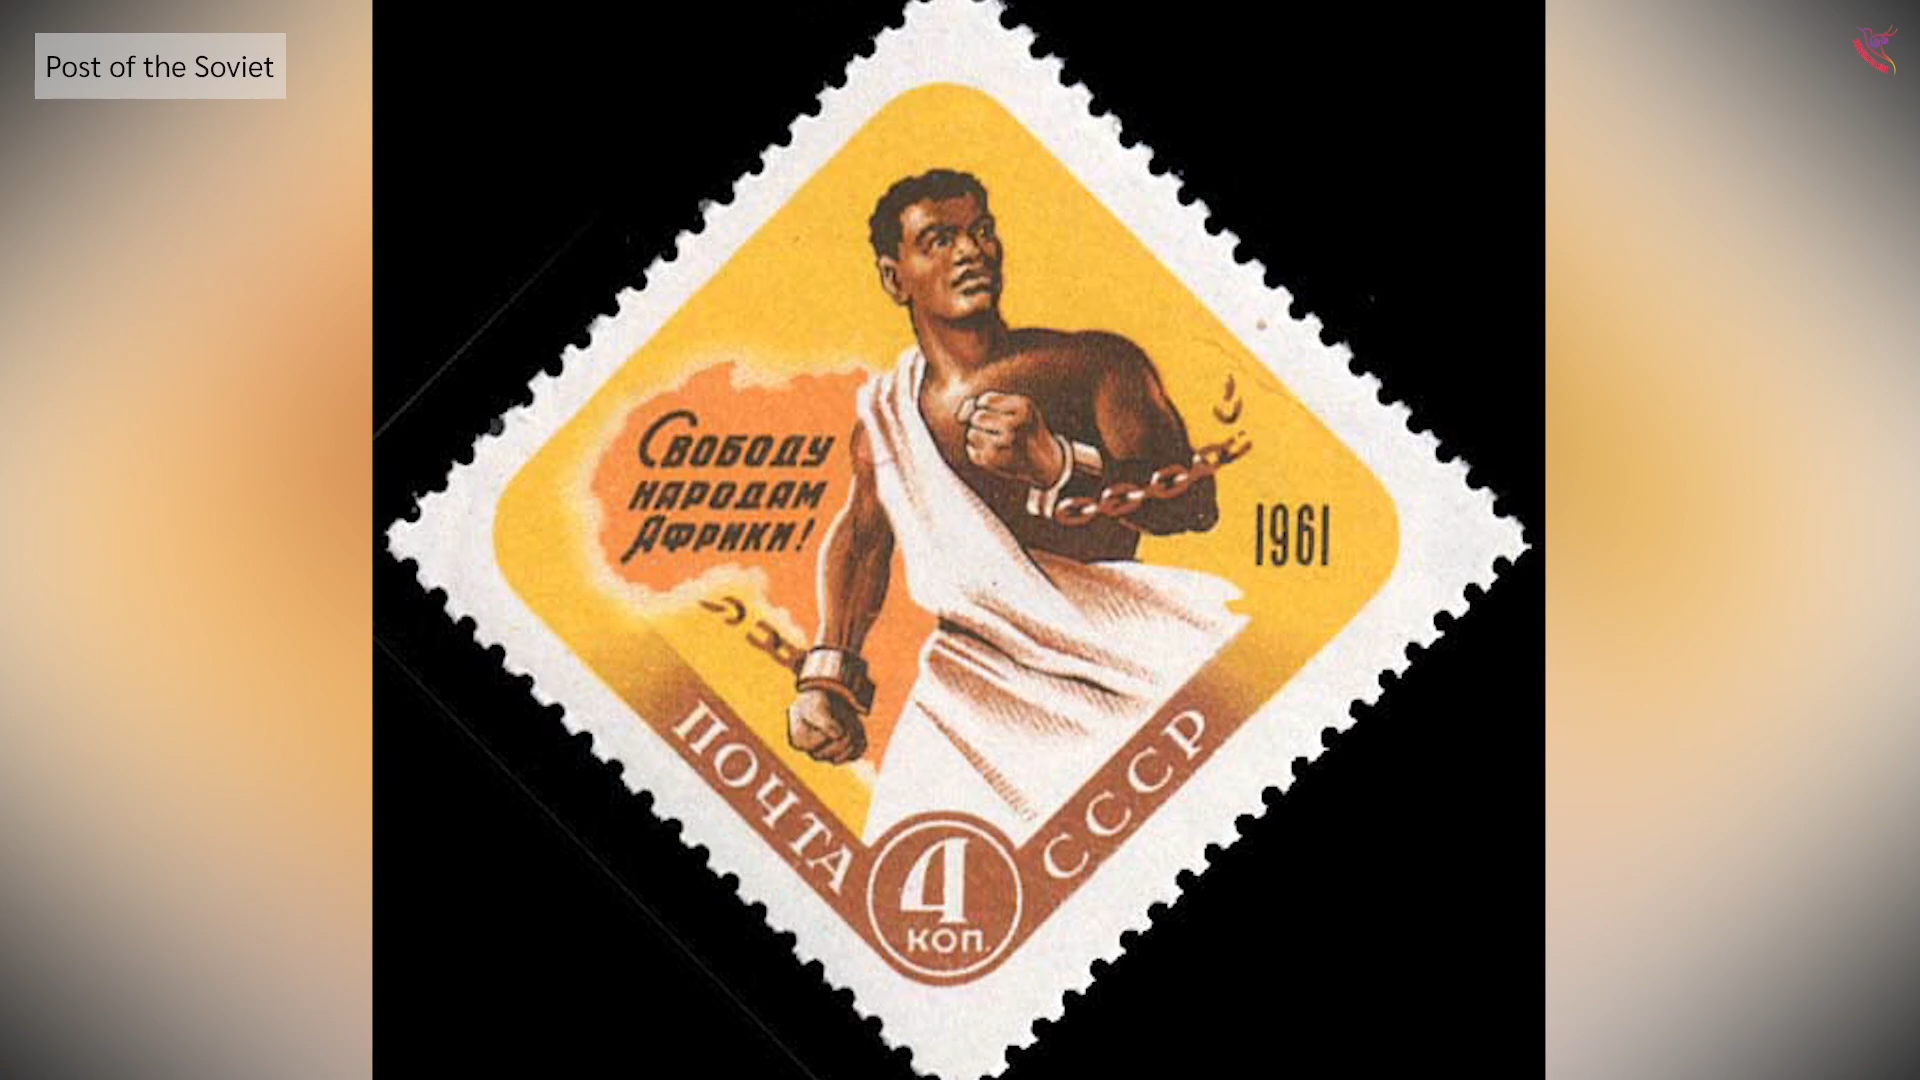 Post of the Soviet
Свободу
народам
Африки!
1961
ПОЧТА
СССР
4
коп.